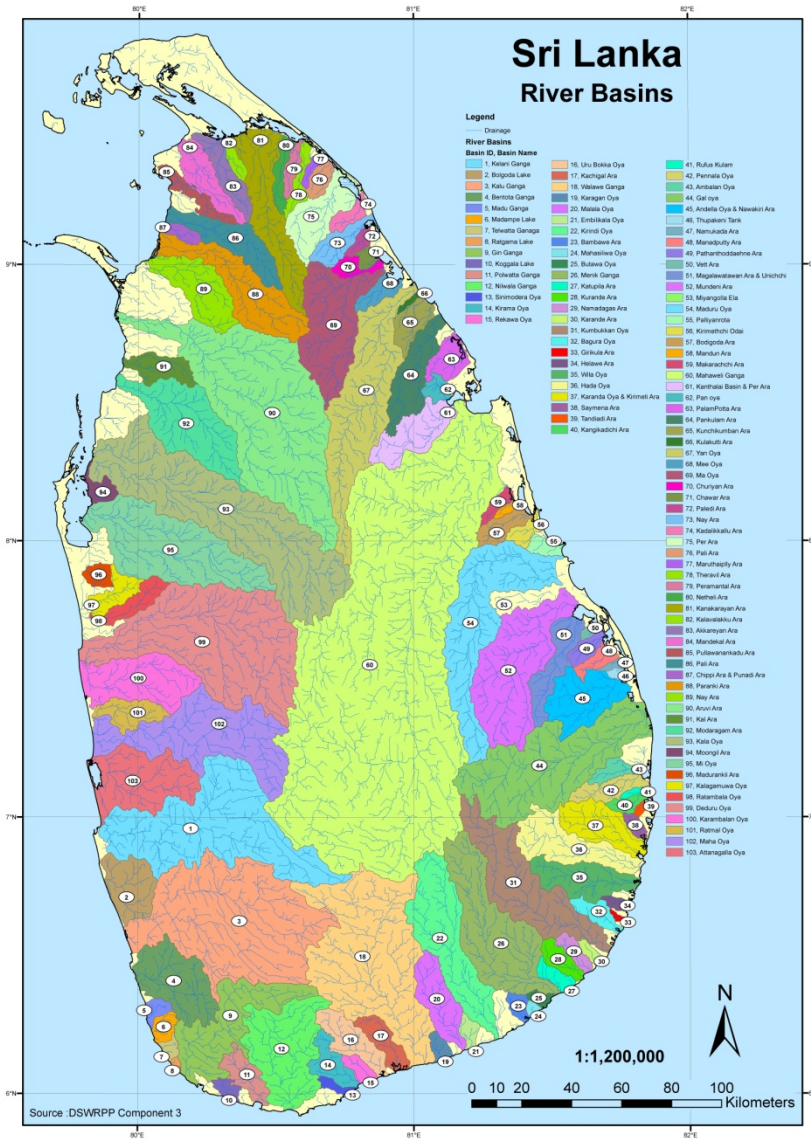 Sri Lanka
River Basins
Legend
Drainage
River Basins
Basin ID, Basin Name
1, Kelani Ganga
2, Bolgoda Lake
3, Kalu Ganga
4, Bentota Ganga
5, Madu Ganga
6, Madampe Lake
7, Telwatta Ganaga
8, Ratgama Lake
9, Gin Ganga
10, Koggala Lake
11, Polwatta Ganga
12, Nilwala Ganga
13, Sinimodera Oya
14, Kirama Oya
15, Rekawa Oya
16, Uru Bokka Oya
17, Kachigal Ara
18, Walawe Ganga
19, Karagan Oya
20, Malala Oya
21, Embilikala Oya
22, Kirindi Oya
23, Bambawe Ara
24, Mahasiliwa Oya
25, Butawa Oya
26, Menik Ganga
27, Katupila Ara
28, Kurande Ara
29, Namadagas Ara
30, Karande Ara
31, Kumbukkan Oya
32, Bagura Oya
33, Girikula Ara
34, Helawe Ara
35, Wila Oya
36, Hada Oya
37, Karanda Oya & Kirimeti Ara
38, Saymena Ara
39, Tandiadi Ara
40, Kangikadichi Ara
41, Rufus Kulam
42, Pennala Oya
43, Ambalan Oya
44, Gal oya
45, Andella Oya & Nawakiri Ara
46, Thupakeni Tank
47, Namukada Ara
48, Manadputty Ara
49, Pathanthoddaehne Ara
50, Vett Ara
51, Magalawatawan Ara & Unichchi
52, Mundeni Ara
53, Miyangolla Ela
54, Maduru Oya
55, Palliyanrota
56, Kirimathchi Odai
57, Bodigoda Ara
58, Mandun Ara
59, Makarachchi Ara
60, Mahaweli Ganga
61, Kanthalai Basin & Per Ara
62, Pan oya
63, PalamPotta Ara
64, Pankulam Ara
65, Kunchikumban Ara
66, Kulakutti Ara
67, Yan Oya
68, Mee Oya
69, Ma Oya
70, Churiyan Ara
71, Chawar Ara
72, Paledi Ara
73, Nay Ara
74, Kadalikkallu Ara
75, Per Ara
76, Pali Ara
77, Maruthaiplly Ara
78, Theravil Ara
79, Peramantal Ara
80, Netheli Ara
81, Kanakarayan Ara
82, Kalavalakku Ara
83, Akkareyan Ara
84, Mandekal Ara
85, Pullawanankadu Ara
86, Pali Ara
87, Chippi Ara & Punadi Ara
88, Paranki Ara
89, Nay Ara
90, Aruvi Ara
91, Kal Ara
92, Modaragam Ara
93, Kala Oya
94, Moongil Ara
95, Mi Oya
96, Madurankli Ara
97, Kalagamuwa Oya
98, Ratambala Oya
99, Deduru Oya
100, Karambalan Oya
101, Ratmal Oya
102, Maha Oya
103, Attanagalla Oya
80°E 81°E 82°E
9°N
8°N
7°N
6°N
N
1:1,200,000
0 10 20 40 60 80 100
Kilometers
Source :DSWRPP Component 3
80°E 81°E 82°E